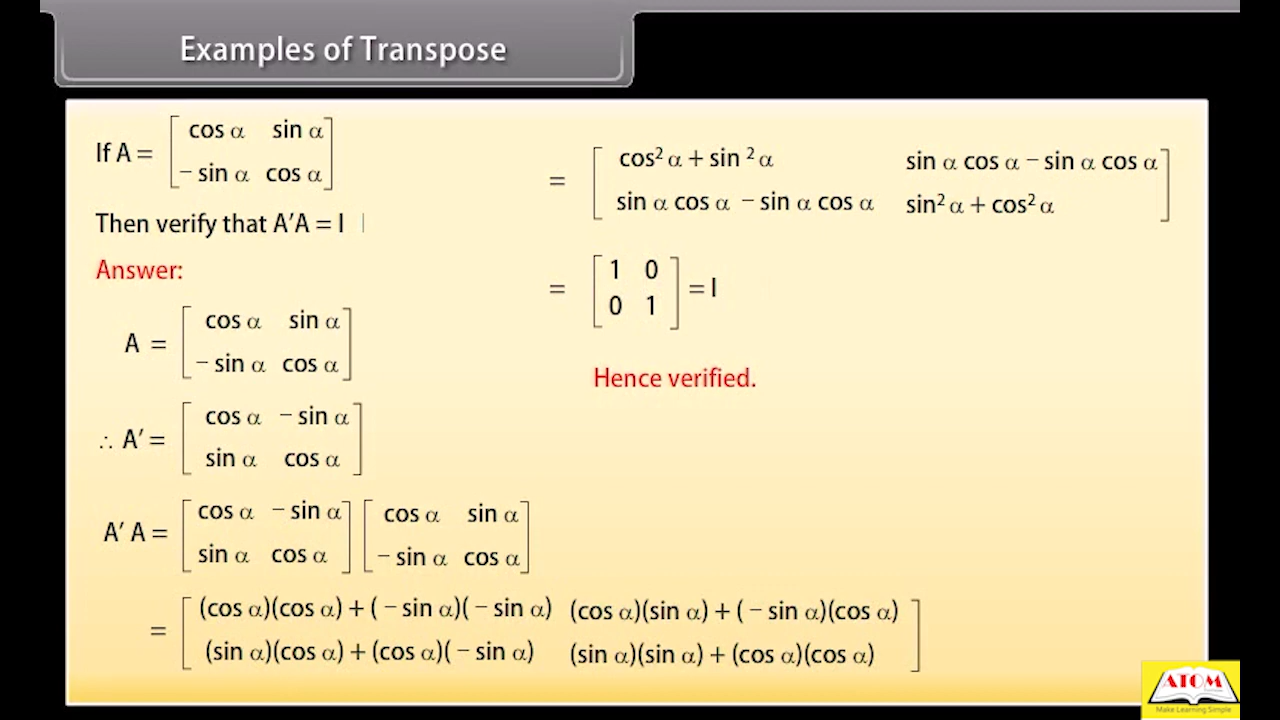 Examples of Transpose
If A = [ cos α sin α
− sin α cos α ]
Then verify that A′A = I
Answer:
A = [ cos α sin α
− sin α cos α ]
∴ A′ = [ cos α − sin α
sin α cos α ]
A′ A = [ cos α − sin α [ cos α sin α
sin α cos α ] − sin α cos α ]
= [ (cos α)(cos α) + ( − sin α)( − sin α) (cos α)(sin α) + ( − sin α)(cos α)
(sin α)(cos α) + (cos α)( − sin α) (sin α)(sin α) + (cos α)(cos α) ]
= [ cos² α + sin ² α sin α cos α − sin α cos α
sin α cos α − sin α cos α sin² α + cos² α ]
= [ 1 0
0 1 ] = I
Hence verified.
ATOM
Make Learning Simple